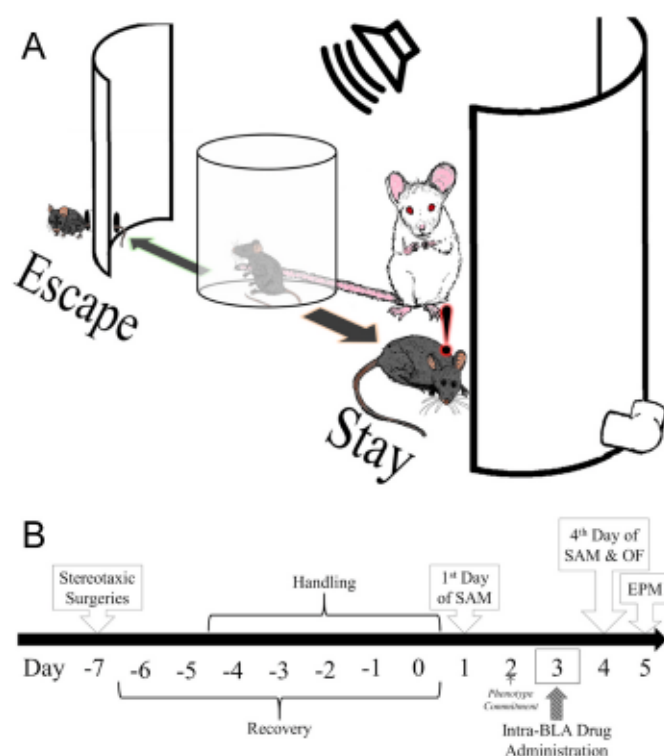 A
Escape
!
Stay
B
Stereotaxic
Surgeries
Handling
1st Day
of SAM
4th Day of
SAM & OF
EPM
Day -7 -6 -5 -4 -3 -2 -1 0 1 2 3 4 5
Phenotype
Commitment
Recovery
Intra-BLA Drug
Administration